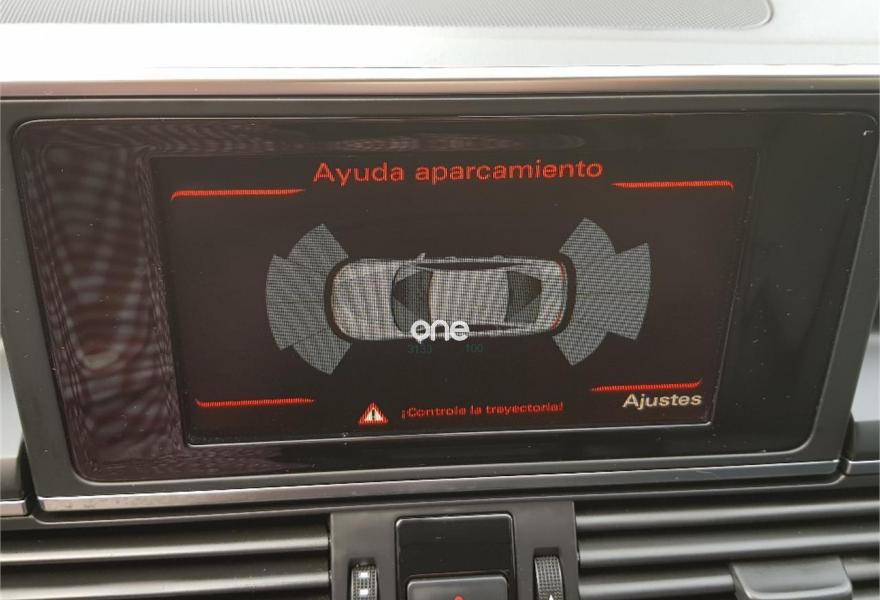 Ayuda aparcamiento
one
3133 100
¡Controle la trayectoria!
Ajustes